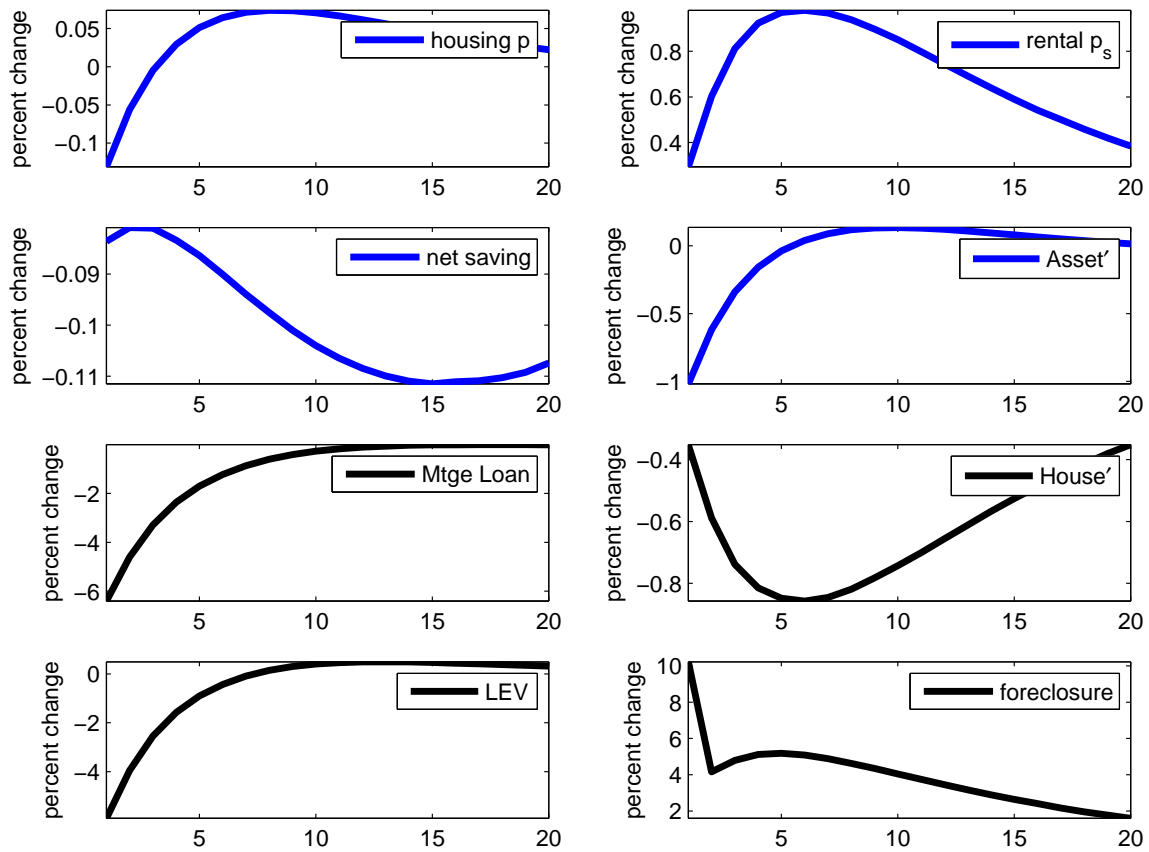 0.05
0
−0.05
−0.1
percent change
housing p
5 10 15 20
0.8
0.6
0.4
percent change
rental p_s
5 10 15 20
−0.09
−0.1
−0.11
percent change
net saving
5 10 15 20
0
−0.5
−1
percent change
Asset′
5 10 15 20
−2
−4
−6
percent change
Mtge Loan
5 10 15 20
−0.4
−0.6
−0.8
percent change
House′
5 10 15 20
0
−2
−4
percent change
LEV
5 10 15 20
10
8
6
4
2
percent change
foreclosure
5 10 15 20